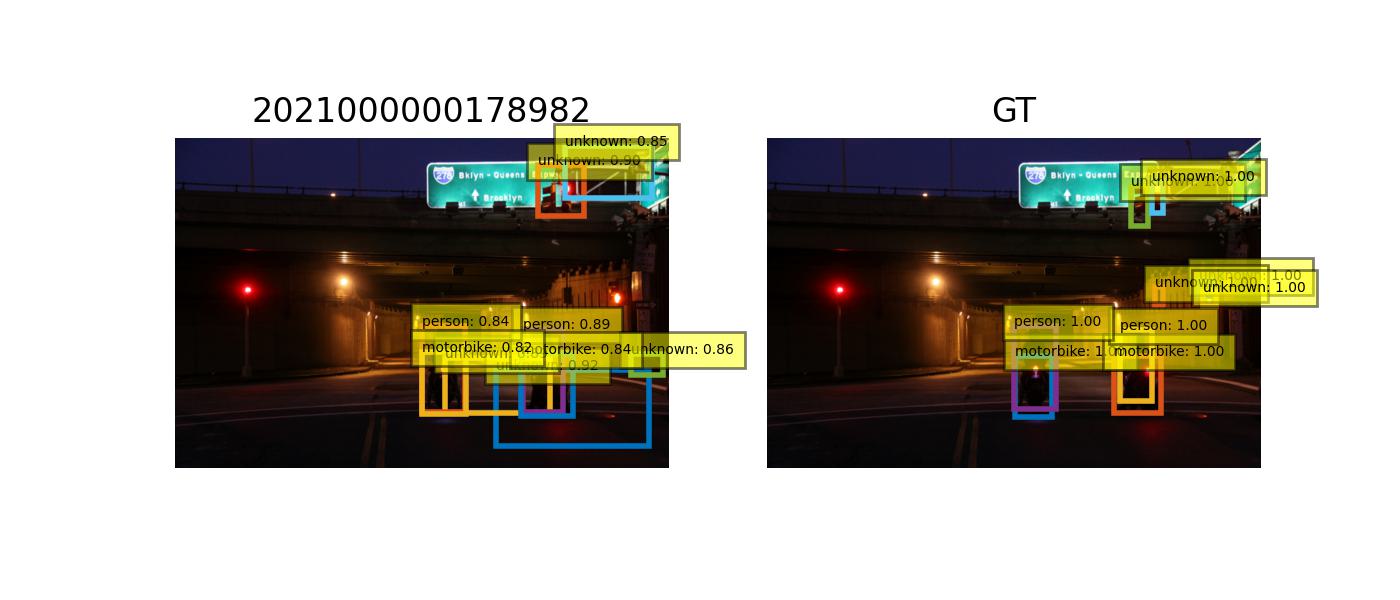 2021000000178982
GT
unknown: 0.85
unknown: 0.90
278
Bklyn - Queens Expwy
Brooklyn
person: 0.84
person: 0.89
motorbike: 0.82
motorbike: 0.84
unknown: 0.86
unknown: 0.92
unknown: 1.00
unknown: 1.00
278
Bklyn - Queens
Brooklyn
unknown: 1.00
unknown: 1.00
unknown: 1.00
person: 1.00
person: 1.00
motorbike: 1.00
motorbike: 1.00